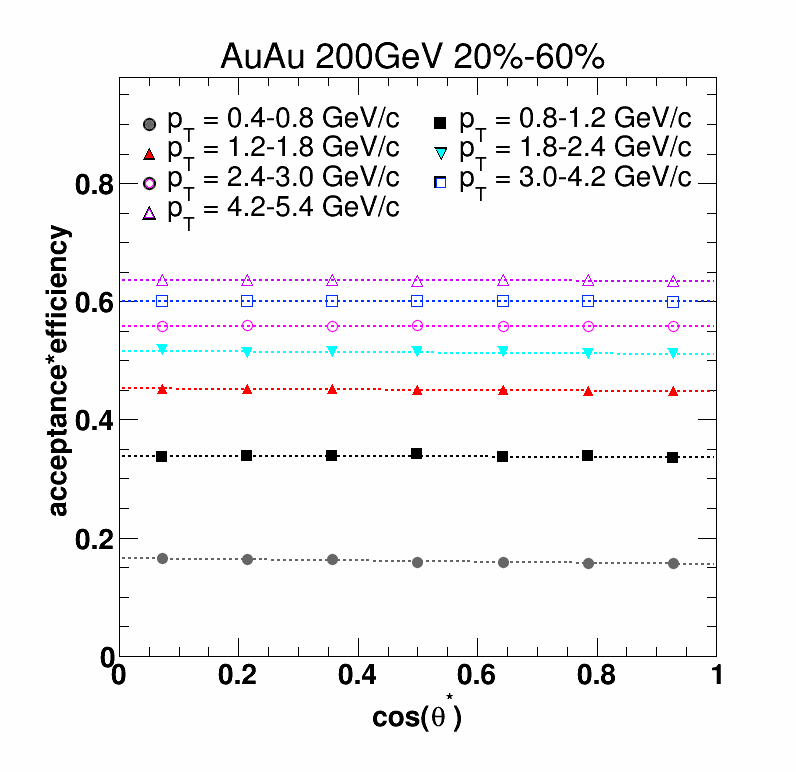 AuAu 200GeV 20%-60%
p_T = 0.4-0.8 GeV/c
p_T = 0.8-1.2 GeV/c
p_T = 1.2-1.8 GeV/c
p_T = 1.8-2.4 GeV/c
p_T = 2.4-3.0 GeV/c
p_T = 3.0-4.2 GeV/c
p_T = 4.2-5.4 GeV/c
acceptance*efficiency
0.8
0.6
0.4
0.2
0
0 0.2 0.4 0.6 0.8 1
cos(θ*)